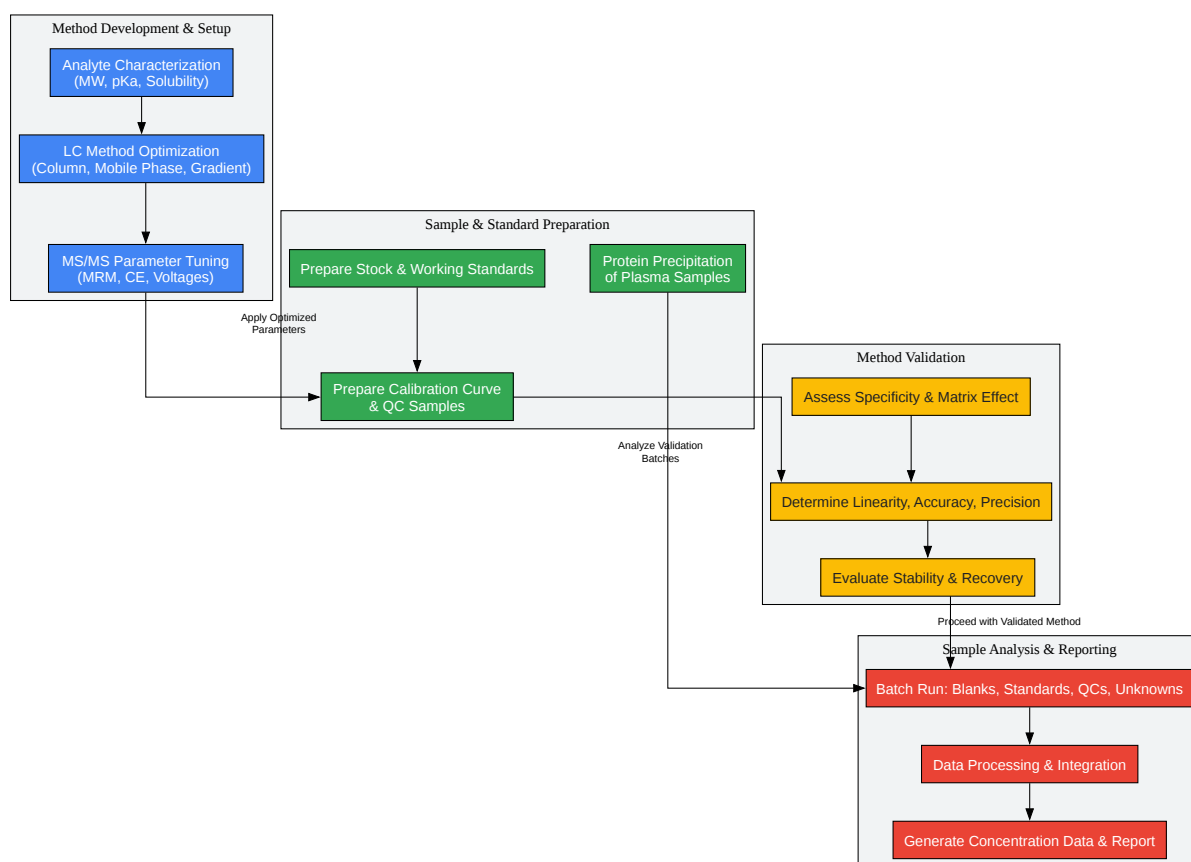 Method Development & Setup
Analyte Characterization
(MW, pKa, Solubility)
LC Method Optimization
(Column, Mobile Phase, Gradient)
MS/MS Parameter Tuning
(MRM, CE, Voltages)
Apply Optimized
Parameters
Sample & Standard Preparation
Prepare Stock & Working Standards
Protein Precipitation
of Plasma Samples
Prepare Calibration Curve
& QC Samples
Analyze Validation
Batches
Method Validation
Assess Specificity & Matrix Effect
Determine Linearity, Accuracy, Precision
Evaluate Stability & Recovery
Proceed with Validated Method
Sample Analysis & Reporting
Batch Run: Blanks, Standards, QCs, Unknowns
Data Processing & Integration
Generate Concentration Data & Report